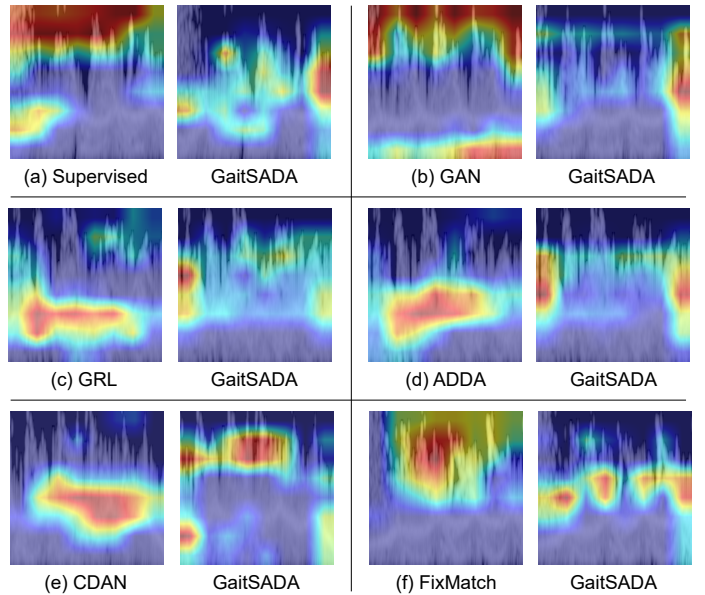 (a) Supervised GaitSADA (b) GAN GaitSADA
(c) GRL GaitSADA (d) ADDA GaitSADA
(e) CDAN GaitSADA (f) FixMatch GaitSADA